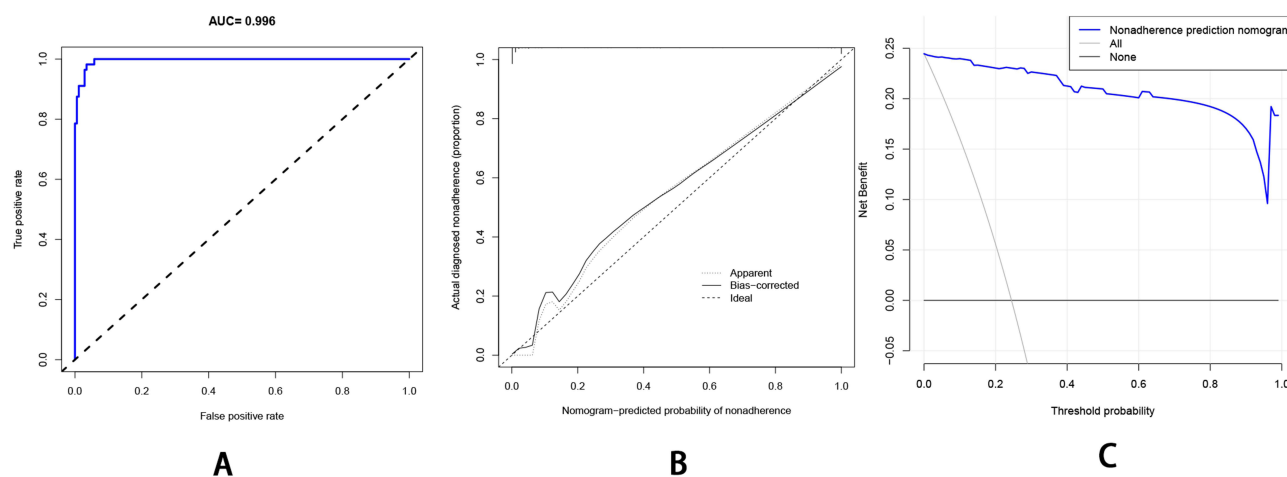 AUC= 0.996
True positive rate
1.0
0.8
0.6
0.4
0.2
0.0
0.0 0.2 0.4 0.6 0.8 1.0
False positive rate
A
Actual diagnosed nonadherence (proportion)
1.0
0.8
0.6
0.4
0.2
0.0
Apparent
Bias−corrected
Ideal
0.0 0.2 0.4 0.6 0.8 1.0
Nomogram−predicted probability of nonadherence
B
Nonadherence prediction nomogram
All
None
Net Benefit
0.25
0.20
0.15
0.10
0.05
0.00
−0.05
0.0 0.2 0.4 0.6 0.8 1.0
Threshold probability
C